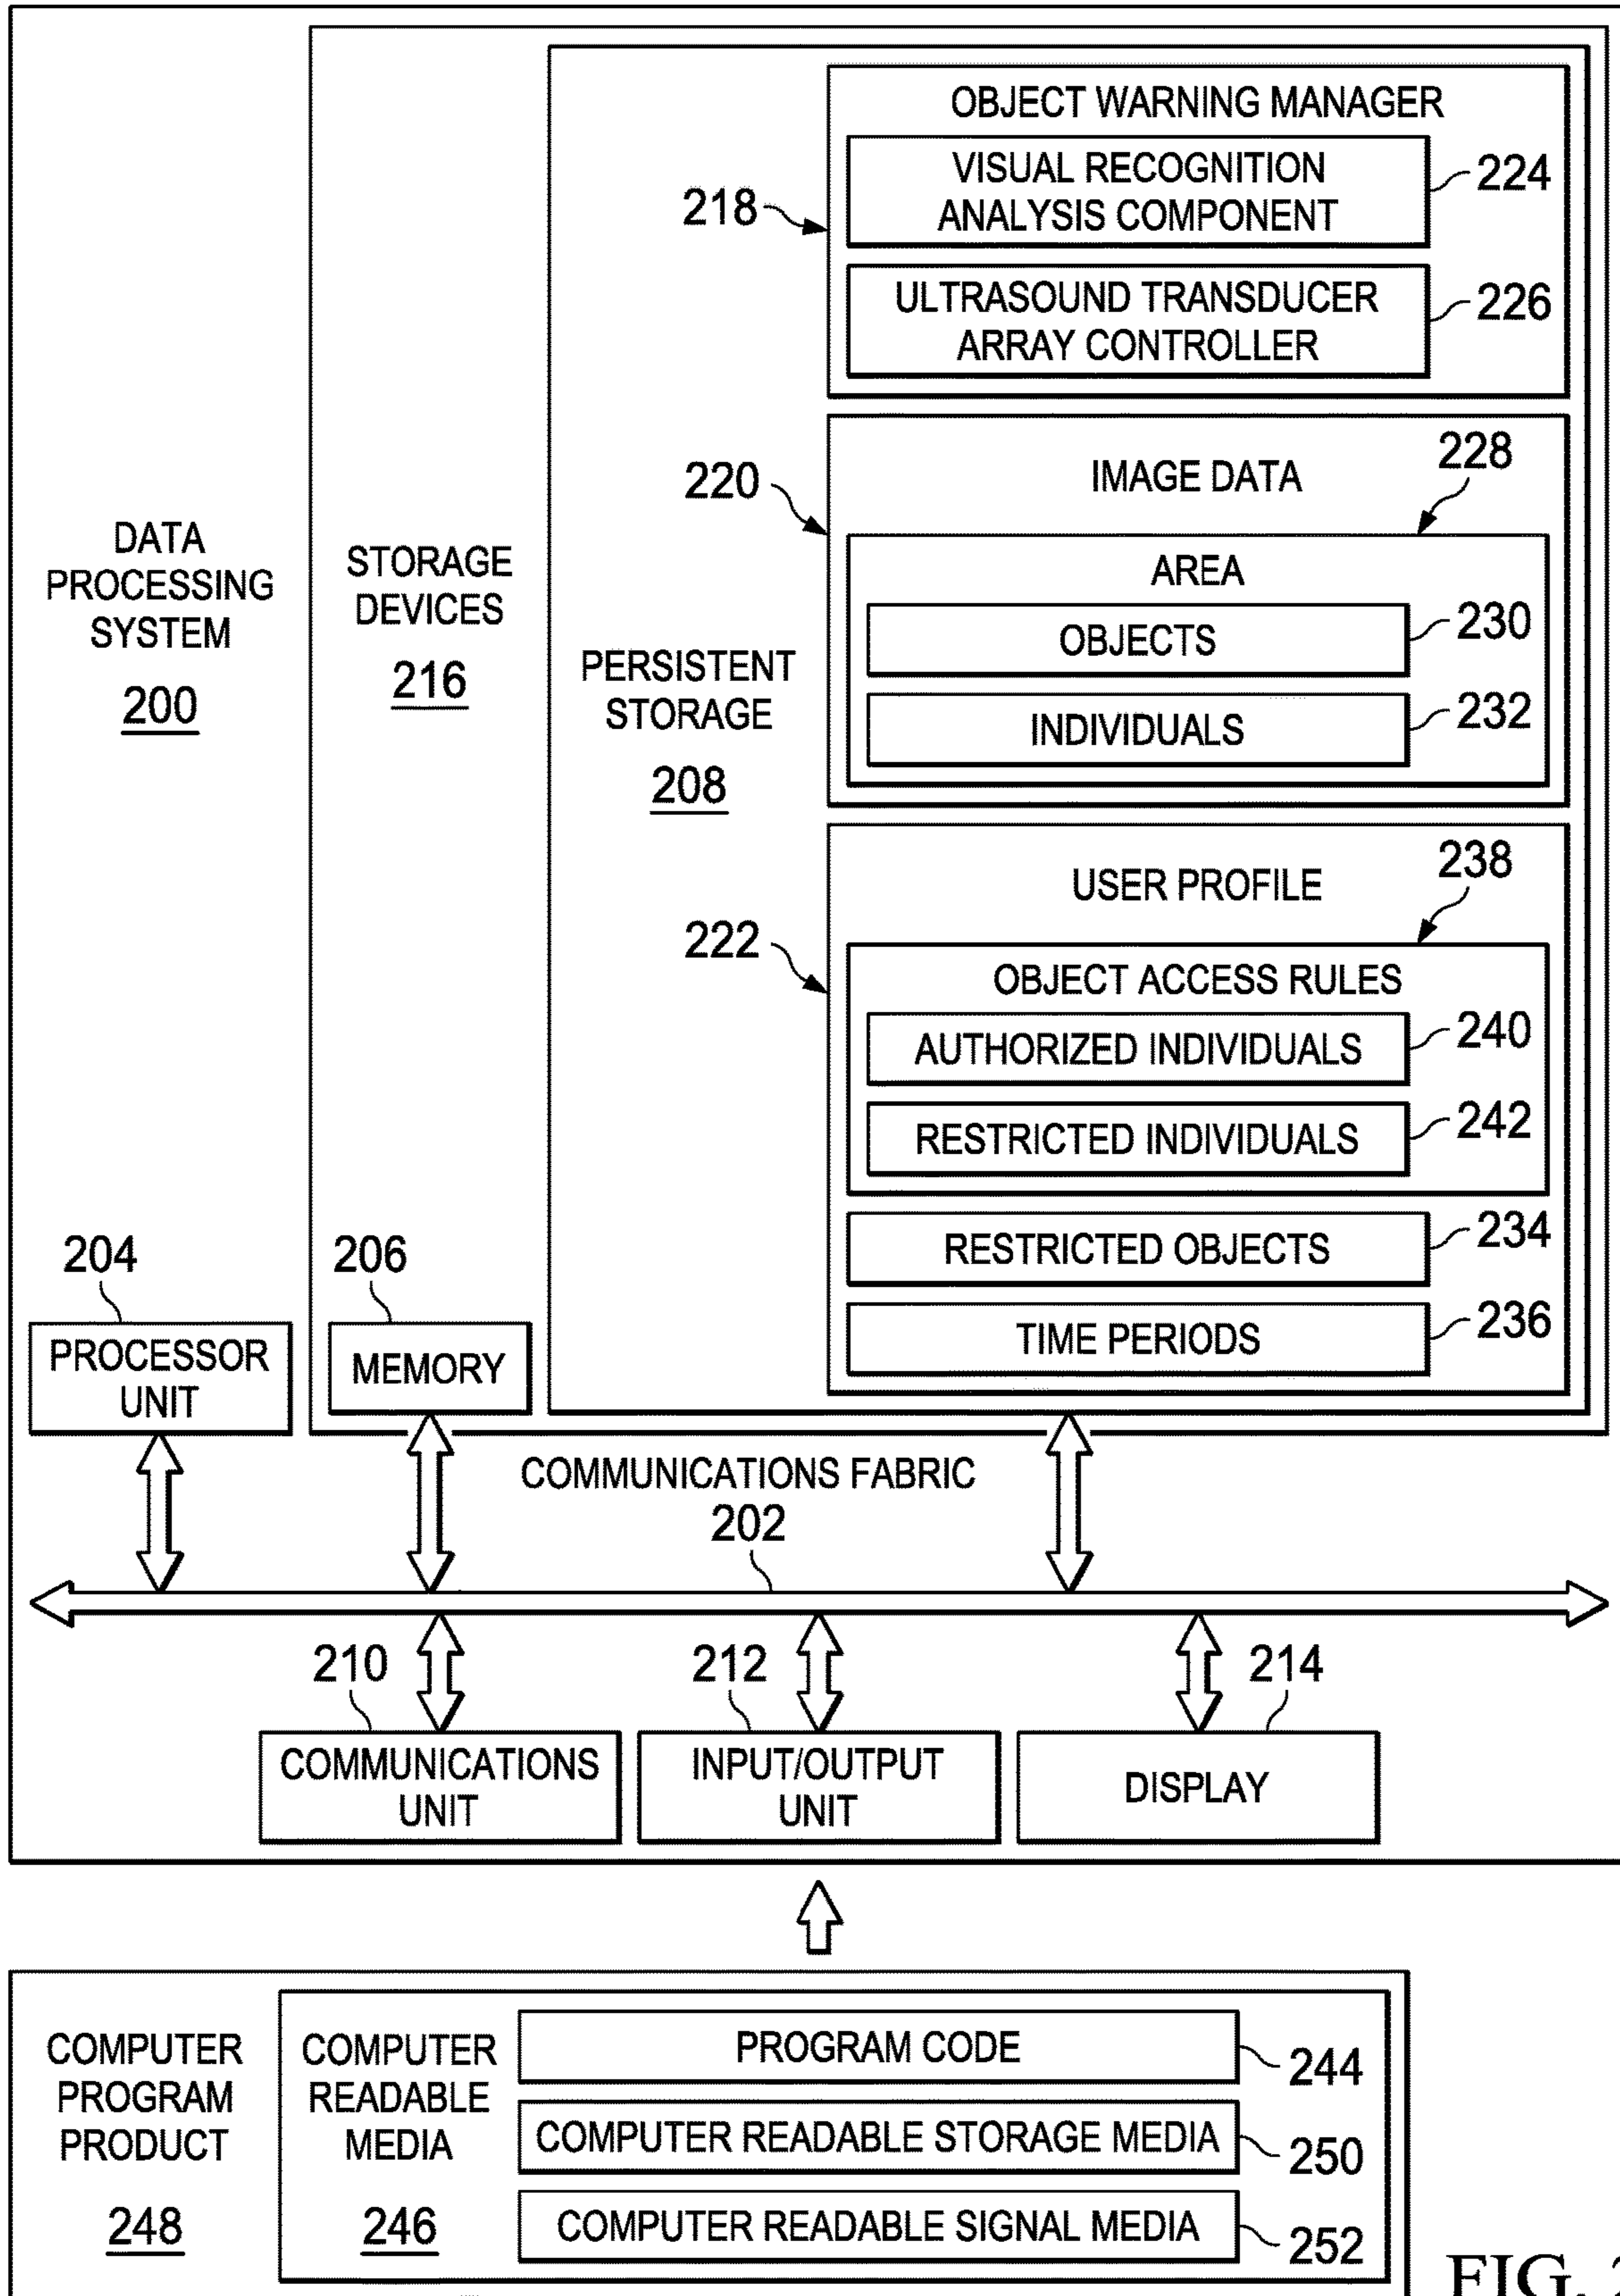 OBJECT WARNING MANAGER
VISUAL RECOGNITION
ANALYSIS COMPONENT
224
218
ULTRASOUND TRANSDUCER
ARRAY CONTROLLER
226
220
IMAGE DATA
228
AREA
OBJECTS
230
INDIVIDUALS
232
DATA
PROCESSING
SYSTEM
200
STORAGE
DEVICES
216
PERSISTENT
STORAGE
208
USER PROFILE
238
222
OBJECT ACCESS RULES
AUTHORIZED INDIVIDUALS
240
RESTRICTED INDIVIDUALS
242
RESTRICTED OBJECTS
234
TIME PERIODS
236
204
PROCESSOR
UNIT
206
MEMORY
COMMUNICATIONS FABRIC
202
210
COMMUNICATIONS
UNIT
212
INPUT/OUTPUT
UNIT
214
DISPLAY
COMPUTER
PROGRAM
PRODUCT
248
COMPUTER
READABLE
MEDIA
246
PROGRAM CODE
244
COMPUTER READABLE STORAGE MEDIA
250
COMPUTER READABLE SIGNAL MEDIA
252
FIG.